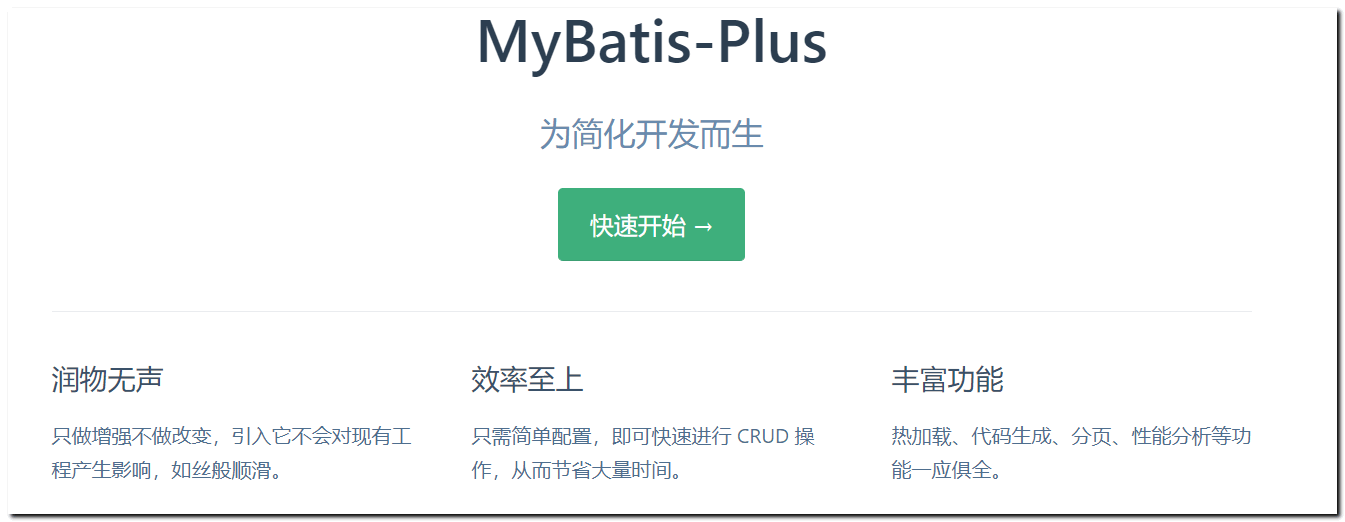 MyBatis-Plus
为简化开发而生
快速开始 →
润物无声
只做增强不做改变，引入它不会对现有工
程产生影响，如丝般顺滑。
效率至上
只需简单配置，即可快速进行 CRUD 操
作，从而节省大量时间。
丰富功能
热加载、代码生成、分页、性能分析等功
能一应俱全。